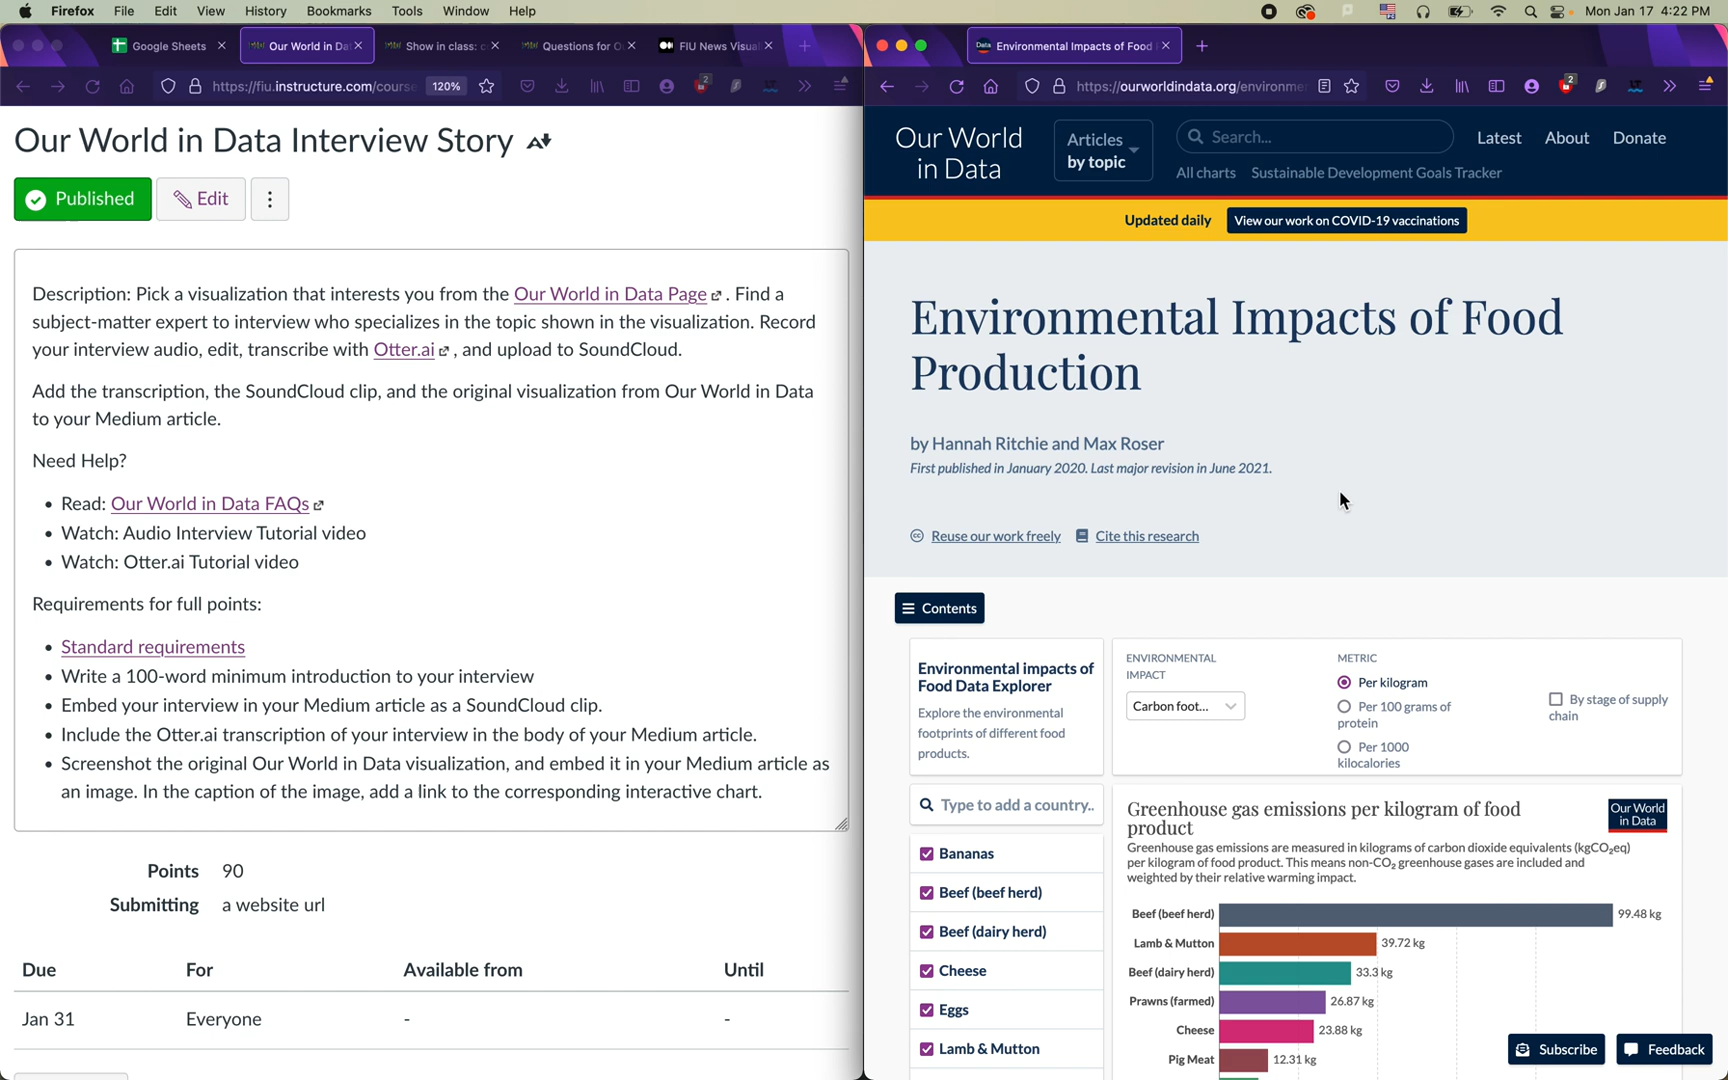 Firefox File Edit View History Bookmarks Tools Window Help Mon Jan 17 4:22 PM
Google Sheets
Our World in Da
Show in class: c
Questions for O
FIU News Visual
https://fiu.instructure.com/course
120%
Our World in Data Interview Story
Published
Edit
Description: Pick a visualization that interests you from the Our World in Data Page. Find a
subject-matter expert to interview who specializes in the topic shown in the visualization. Record
your interview audio, edit, transcribe with Otter.ai, and upload to SoundCloud.
Add the transcription, the SoundCloud clip, and the original visualization from Our World in Data
to your Medium article.
Need Help?
• Read: Our World in Data FAQs
• Watch: Audio Interview Tutorial video
• Watch: Otter.ai Tutorial video
Requirements for full points:
• Standard requirements
• Write a 100-word minimum introduction to your interview
• Embed your interview in your Medium article as a SoundCloud clip.
• Include the Otter.ai transcription of your interview in the body of your Medium article.
• Screenshot the original Our World in Data visualization, and embed it in your Medium article as
an image. In the caption of the image, add a link to the corresponding interactive chart.
Points 90
Submitting a website url
Due For Available from Until
Jan 31 Everyone - -
Environmental Impacts of Food
https://ourworldindata.org/environme
2
Our World
in Data
Articles
by topic
Search...
Latest About Donate
All charts Sustainable Development Goals Tracker
Updated daily View our work on COVID-19 vaccinations
Environmental Impacts of Food
Production
by Hannah Ritchie and Max Roser
First published in January 2020. Last major revision in June 2021.
Reuse our work freely Cite this research
Contents
Environmental impacts of
Food Data Explorer
Explore the environmental
footprints of different food
products.
ENVIRONMENTAL
IMPACT
Carbon foot...
METRIC
Per kilogram
Per 100 grams of
protein
Per 1000
kilocalories
By stage of supply
chain
Type to add a country..
Bananas
Beef (beef herd)
Beef (dairy herd)
Cheese
Eggs
Lamb & Mutton
Greenhouse gas emissions per kilogram of food
product
Our World
in Data
Greenhouse gas emissions are measured in kilograms of carbon dioxide equivalents (kgCO₂eq)
per kilogram of food product. This means non-CO₂ greenhouse gases are included and
weighted by their relative warming impact.
Beef (beef herd) 99.48 kg
Lamb & Mutton 39.72 kg
Beef (dairy herd) 33.3 kg
Prawns (farmed) 26.87 kg
Cheese 23.88 kg
Pig Meat 12.31 kg
Subscribe
Feedback